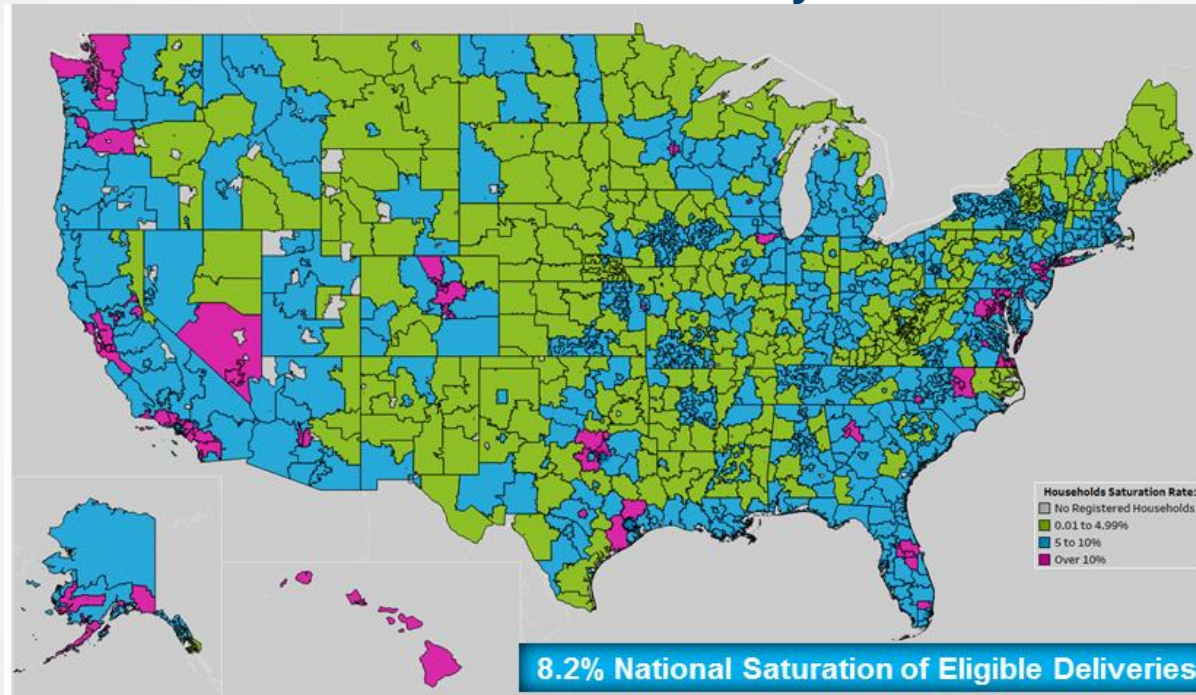 Households Saturation Rate:
No Registered Households
0.01 to 4.99%
5 to 10%
Over 10%
8.2% National Saturation of Eligible Deliveries